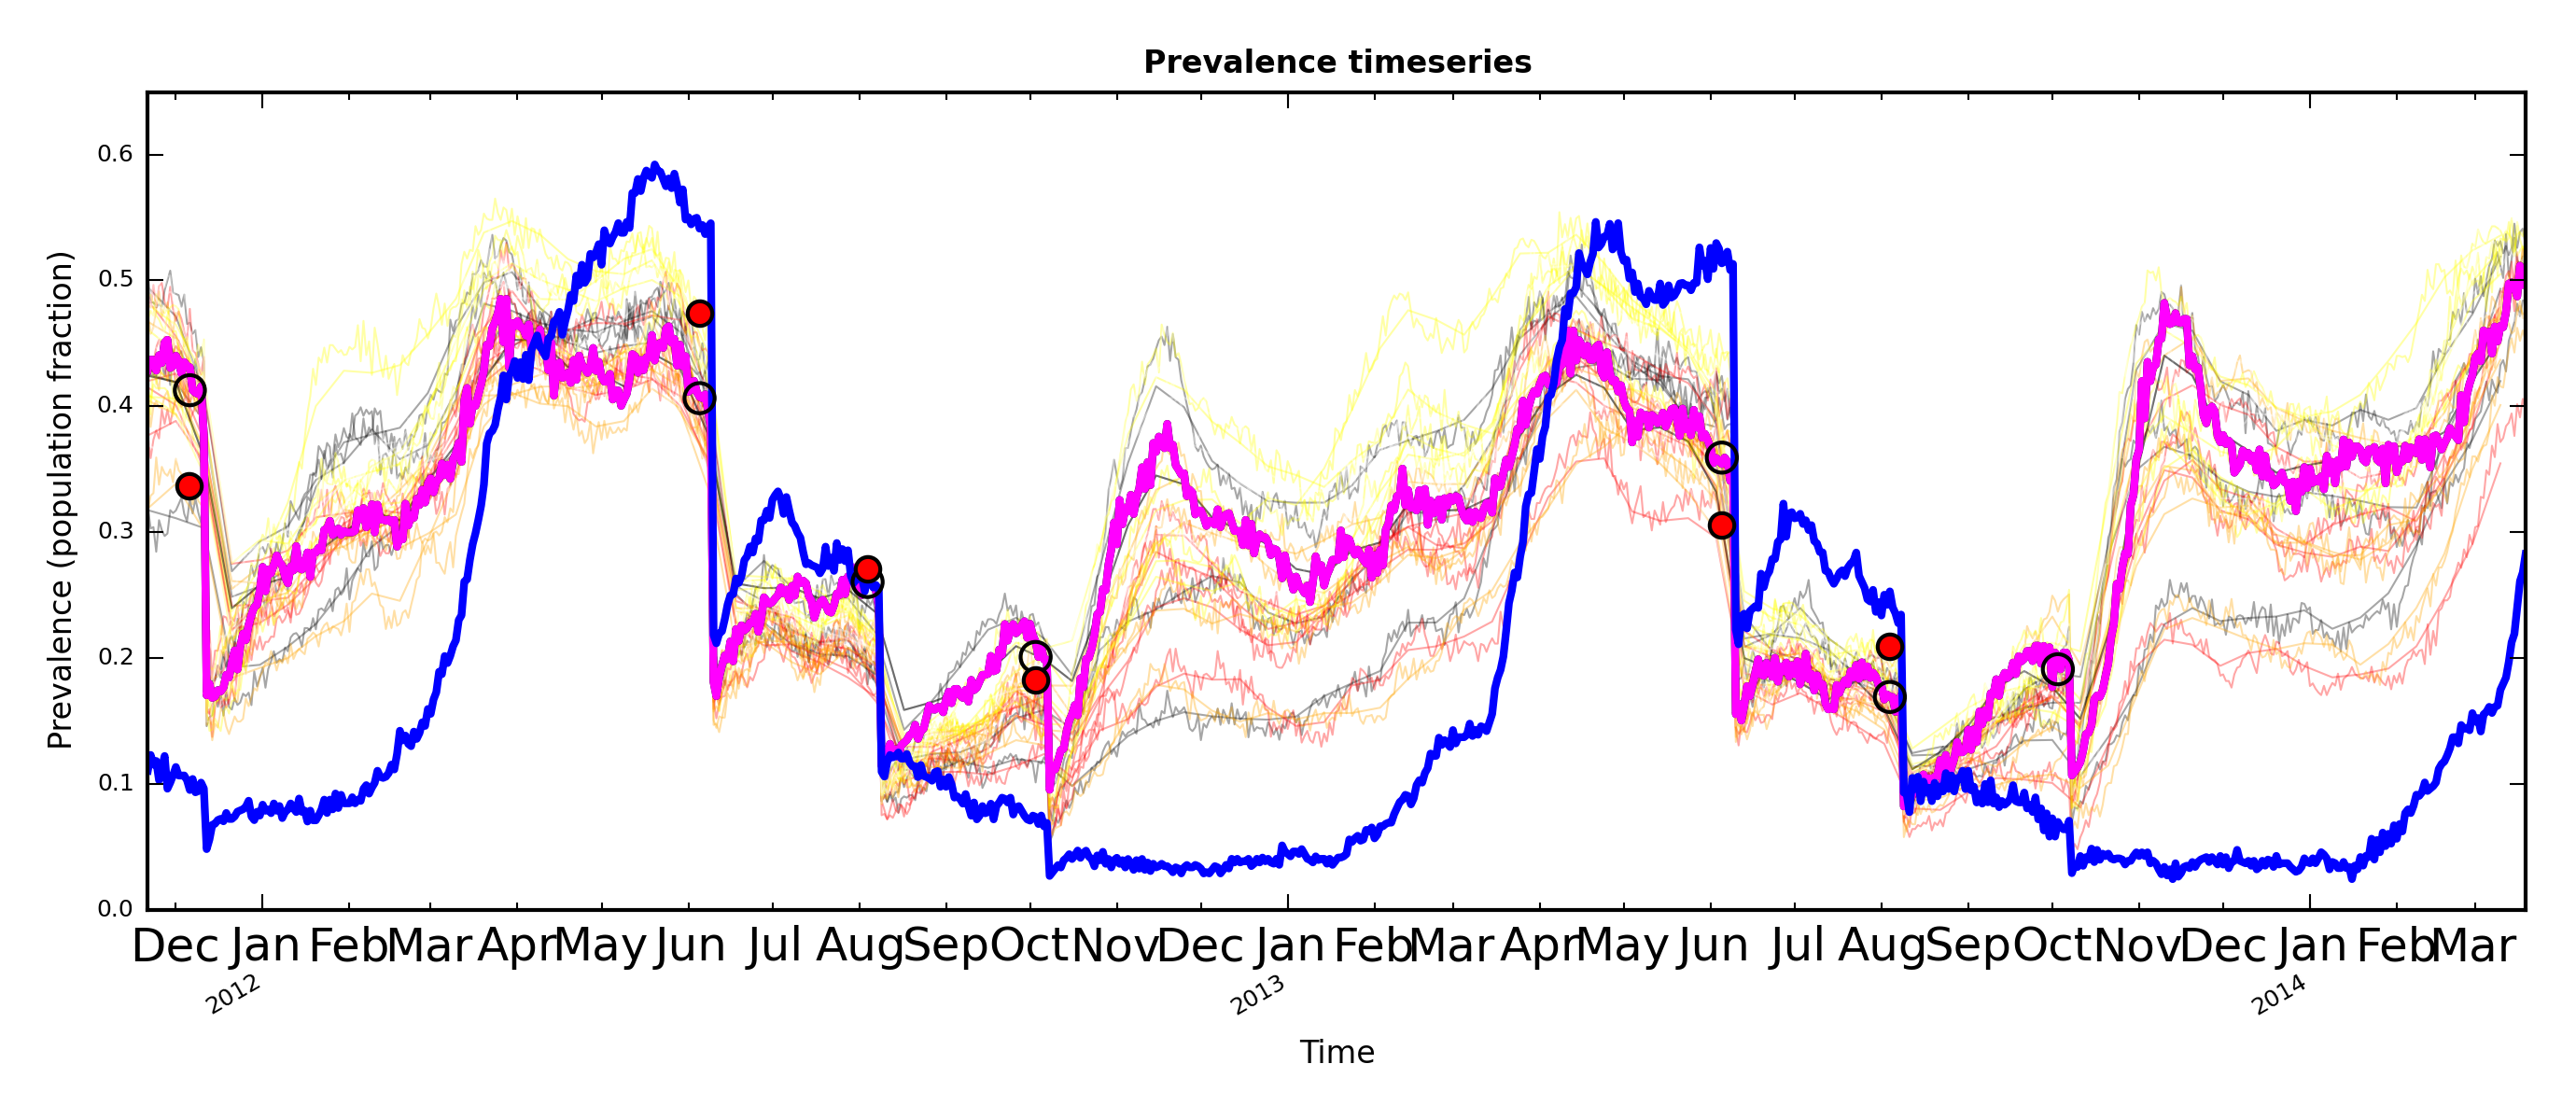 Prevalence timeseries
Prevalence (population fraction)
0.6
0.5
0.4
0.3
0.2
0.1
0.0
Dec Jan Feb Mar Apr May Jun Jul Aug Sep Oct Nov Dec Jan Feb Mar Apr May Jun Jul Aug Sep Oct Nov Dec Jan Feb Mar
2012 2013 2014
Time